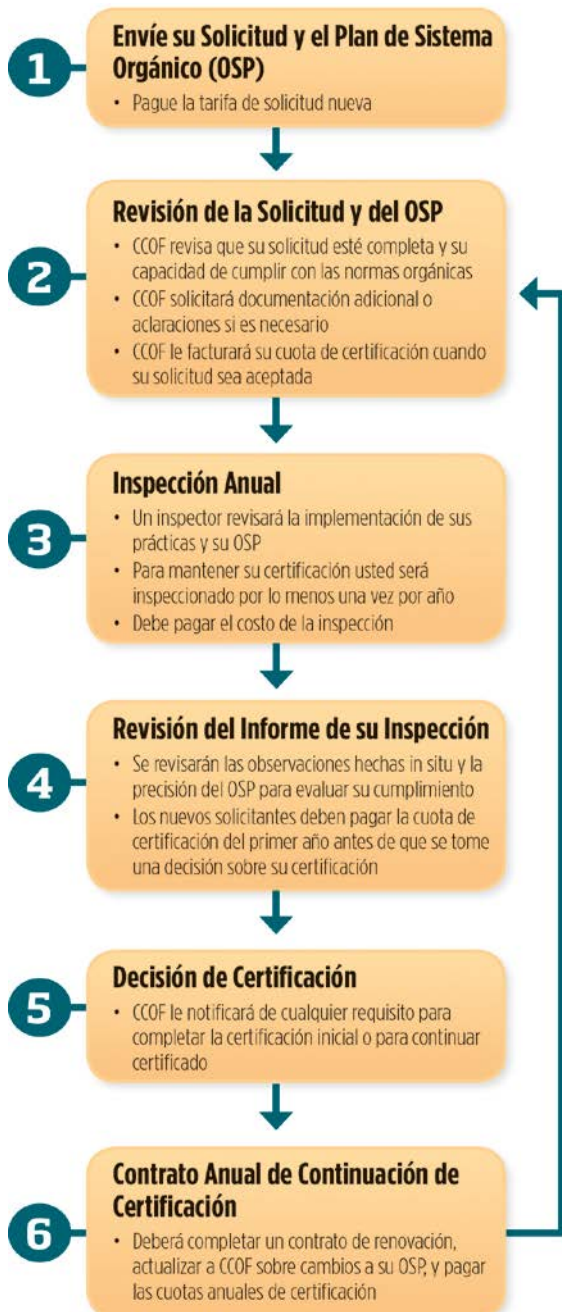 1
Envíe su Solicitud y el Plan de Sistema
Orgánico (OSP)
• Pague la tarifa de solicitud nueva
2
Revisión de la Solicitud y del OSP
• CCOF revisa que su solicitud esté completa y su
capacidad de cumplir con las normas orgánicas
• CCOF solicitará documentación adicional o
aclaraciones si es necesario
• CCOF le facturará su cuota de certificación cuando
su solicitud sea aceptada
3
Inspección Anual
• Un inspector revisará la implementación de sus
prácticas y su OSP
• Para mantener su certificación usted será
inspeccionado por lo menos una vez por año
• Debe pagar el costo de la inspección
4
Revisión del Informe de su Inspección
• Se revisarán las observaciones hechas in situ y la
precisión del OSP para evaluar su cumplimiento
• Los nuevos solicitantes deben pagar la cuota de
certificación del primer año antes de que se tome
una decisión sobre su certificación
5
Decisión de Certificación
• CCOF le notificará de cualquier requisito para
completar la certificación inicial o para continuar
certificado
6
Contrato Anual de Continuación de
Certificación
• Deberá completar un contrato de renovación,
actualizar a CCOF sobre cambios a su OSP, y pagar
las cuotas anuales de certificación